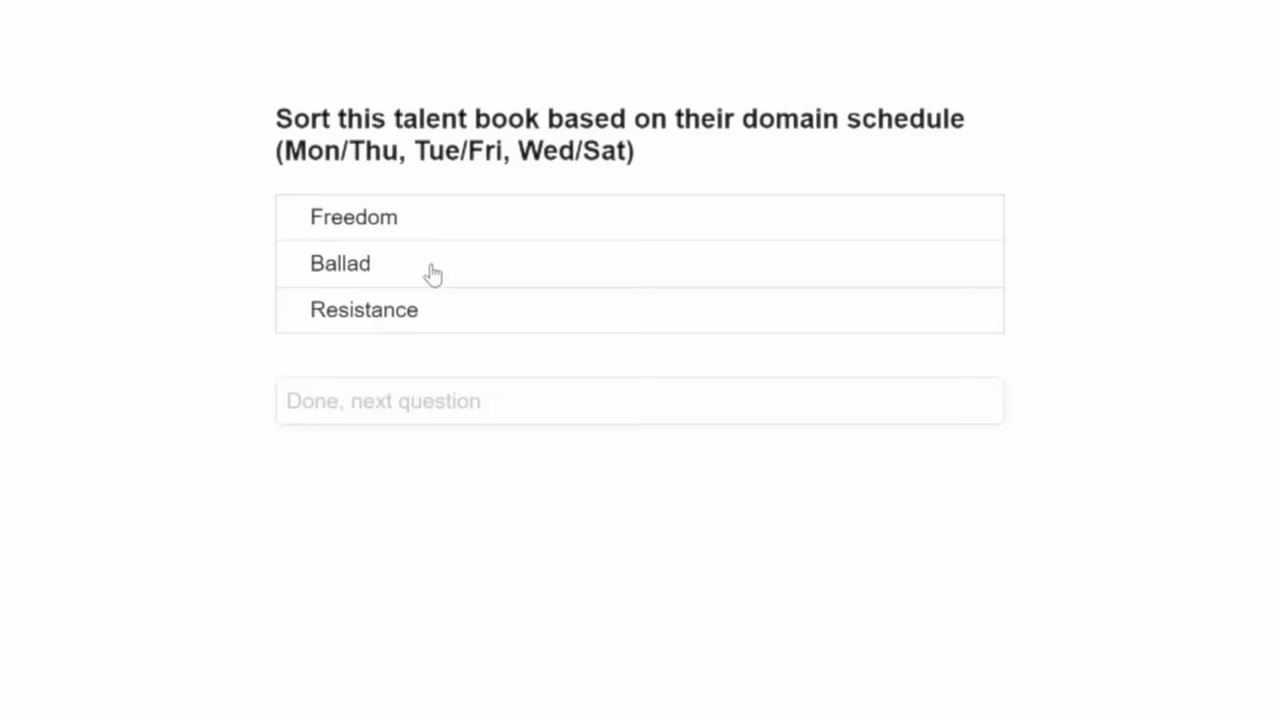 Sort this talent book based on their domain schedule
(Mon/Thu, Tue/Fri, Wed/Sat)
Freedom
Ballad
Resistance
Done, next question